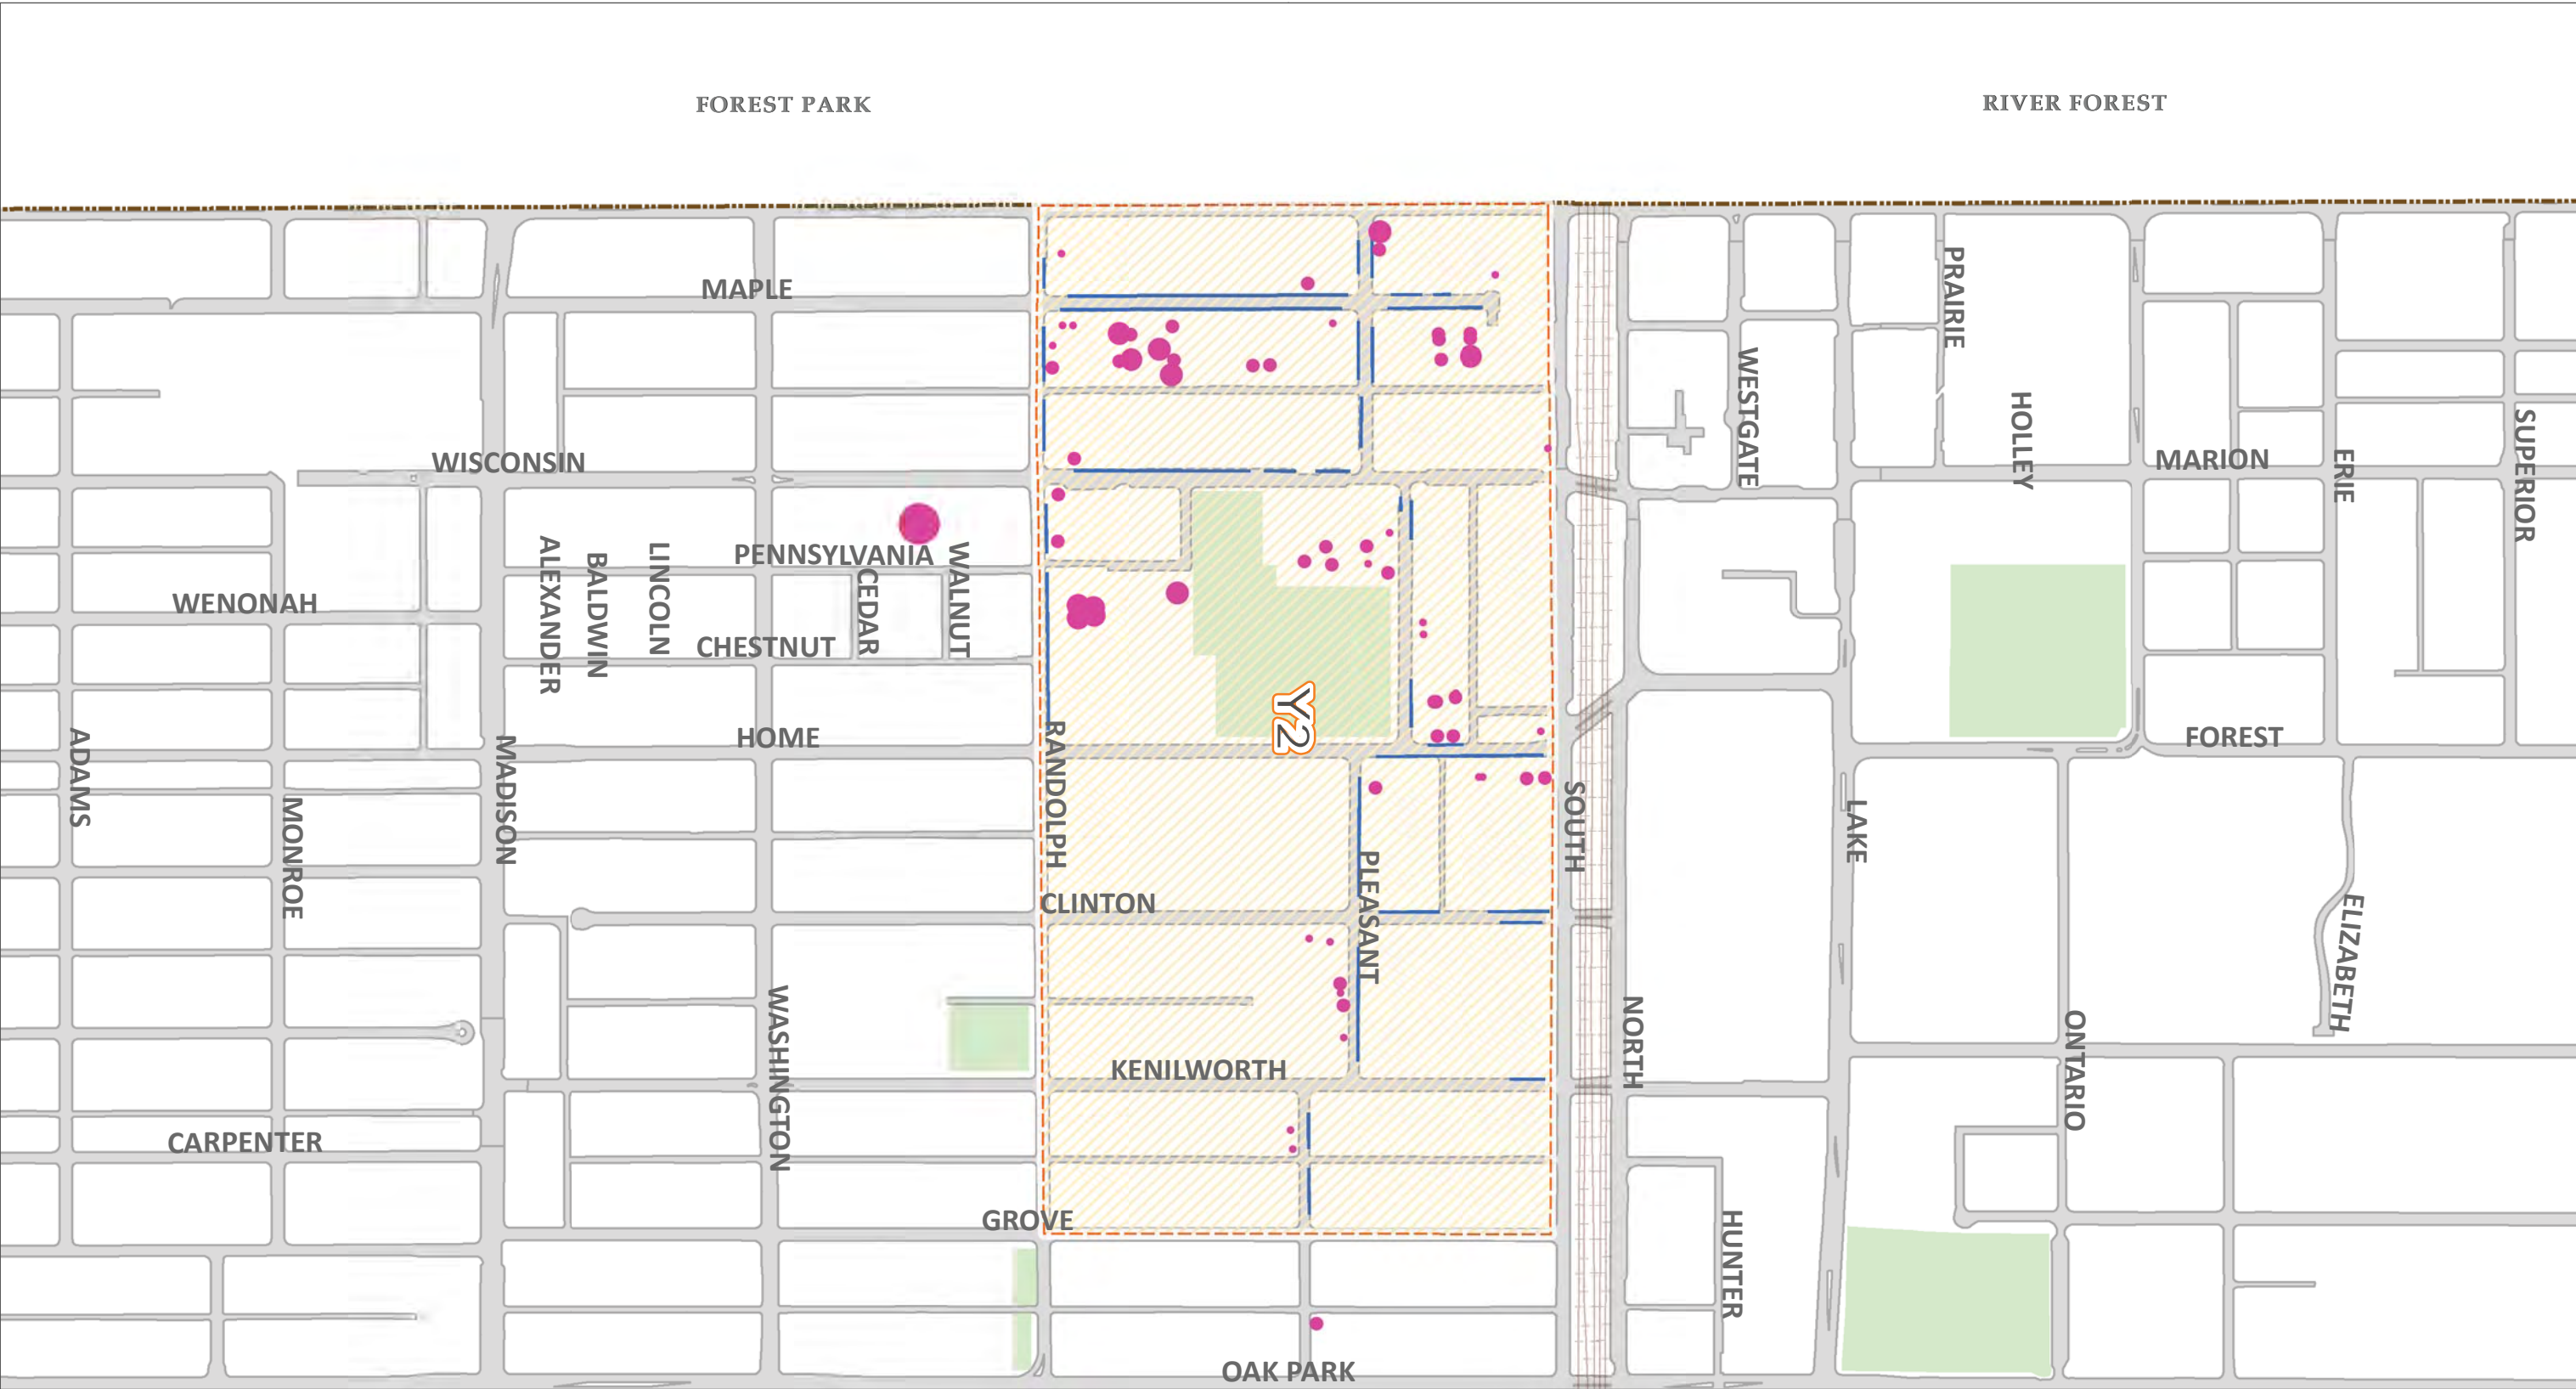 FOREST PARK
RIVER FOREST
MAPLE
PRAIRIE
WESTGATE
HOLLEY
SUPERIOR
WISCONSIN
MARION
ERIE
ALEXANDER
BALDWIN
LINCOLN
PENNSYLVANIA
WALNUT
CEDAR
WENONAH
CHESTNUT
Y2
HOME
FOREST
ADAMS
MADISON
RANDOLPH
MONROE
SOUTH
LAKE
PLEASANT
CLINTON
ELIZABETH
WASHINGTON
NORTH
ONTARIO
KENILWORTH
CARPENTER
GROVE
HUNTER
OAK PARK